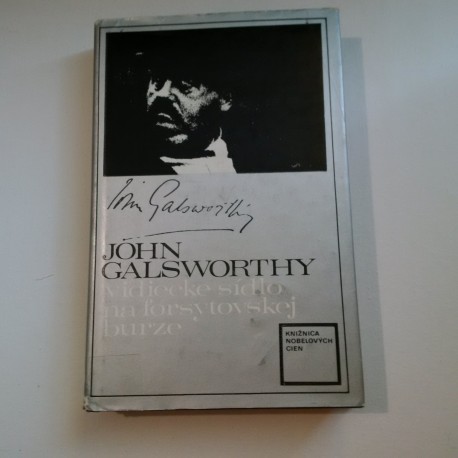 John Galsworthy
JOHN
GALSWORTHY
vidiecke sídlo
na forsytovskej
burze
KNIŽNICA
NOBELOVÝCH
CIEN